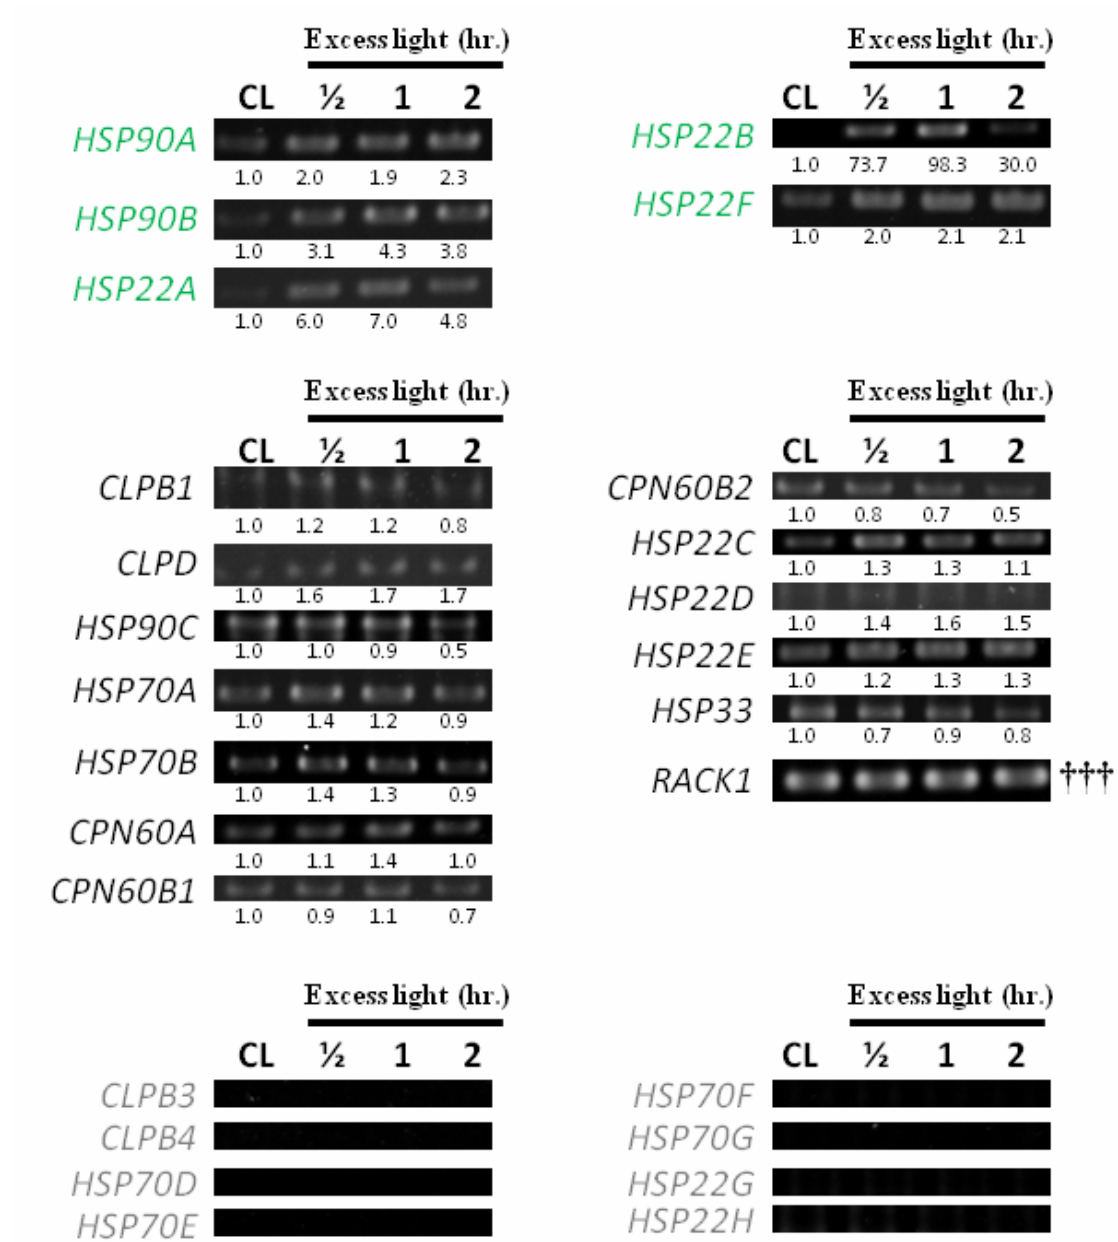 Excess light (hr.)
CL ½ 1 2
HSP90A
1.0 2.0 1.9 2.3
HSP90B
1.0 3.1 4.3 3.8
HSP22A
1.0 6.0 7.0 4.8
Excess light (hr.)
CL ½ 1 2
HSP22B
1.0 73.7 98.3 30.0
HSP22F
1.0 2.0 2.1 2.1
Excess light (hr.)
CL ½ 1 2
CLPB1
1.0 1.2 1.2 0.8
CLPD
1.0 1.6 1.7 1.7
HSP90C
1.0 1.0 0.9 0.5
HSP70A
1.0 1.4 1.2 0.9
HSP70B
1.0 1.4 1.3 0.9
CPN60A
1.0 1.1 1.4 1.0
CPN60B1
1.0 0.9 1.1 0.7
Excess light (hr.)
CL ½ 1 2
CPN60B2
1.0 0.8 0.7 0.5
HSP22C
1.0 1.3 1.3 1.1
HSP22D
1.0 1.4 1.6 1.5
HSP22E
1.0 1.2 1.3 1.3
HSP33
1.0 0.7 0.9 0.8
RACK1 †††
Excess light (hr.)
CL ½ 1 2
CLPB3
CLPB4
HSP70D
HSP70E
Excess light (hr.)
CL ½ 1 2
HSP70F
HSP70G
HSP22G
HSP22H